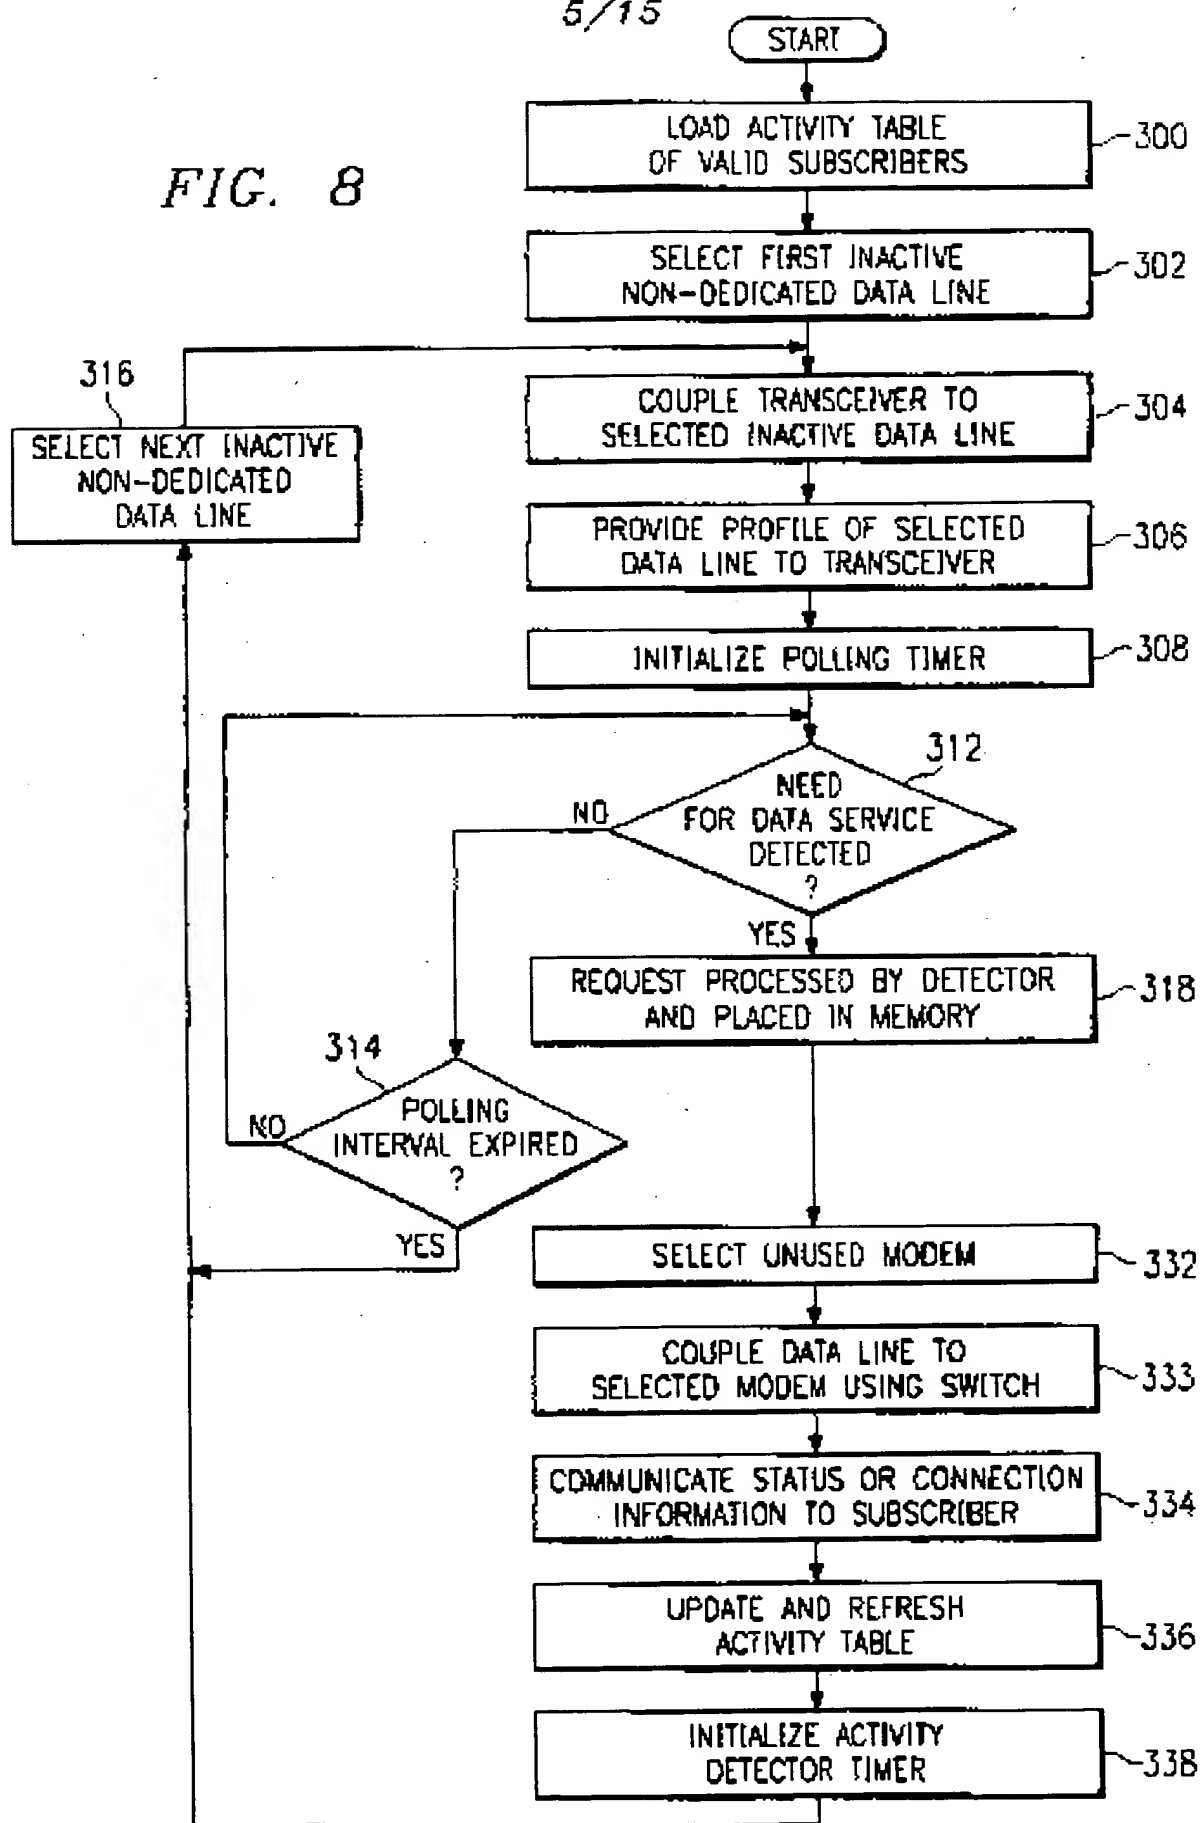 5/15
START
LOAD ACTIVITY TABLE
OF VALID SUBSCRIBERS
300
FIG. 8
SELECT FIRST INACTIVE
NON-DEDICATED DATA LINE
302
316
SELECT NEXT INACTIVE
NON-DEDICATED
DATA LINE
COUPLE TRANSCEIVER TO
SELECTED INACTIVE DATA LINE
304
PROVIDE PROFILE OF SELECTED
DATA LINE TO TRANSCEIVER
306
INITIALIZE POLLING TIMER
308
312
NEED
FOR DATA SERVICE
DETECTED
?
NO
YES
REQUEST PROCESSED BY DETECTOR
AND PLACED IN MEMORY
318
314
POLLING
INTERVAL EXPIRED
?
NO
YES
SELECT UNUSED MODEM
332
COUPLE DATA LINE TO
SELECTED MODEM USING SWITCH
333
COMMUNICATE STATUS OR CONNECTION
INFORMATION TO SUBSCRIBER
334
UPDATE AND REFRESH
ACTIVITY TABLE
336
INITIALIZE ACTIVITY
DETECTOR TIMER
338